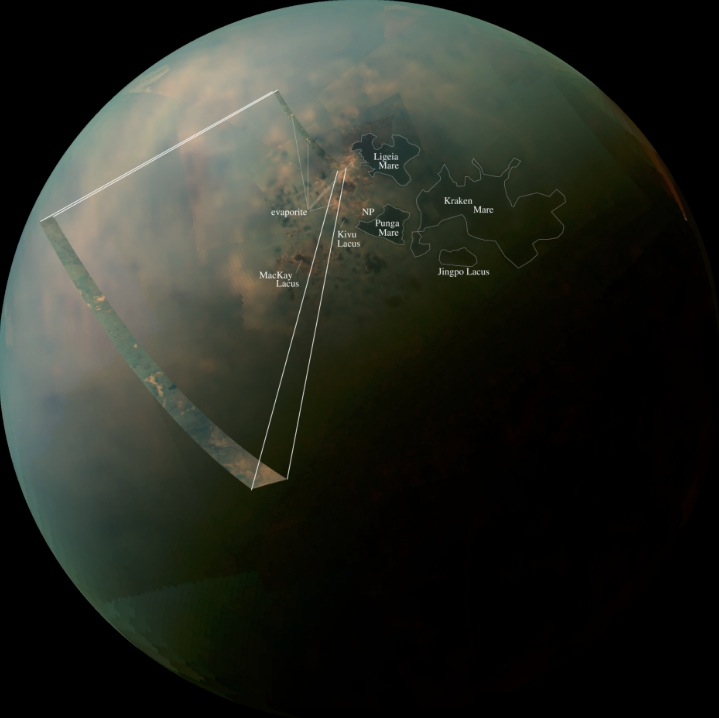 Ligeia
Mare
Kraken
Mare
evaporite
NP
Punga
Mare
Kivu
Lacus
MacKay
Lacus
Jingpo Lacus